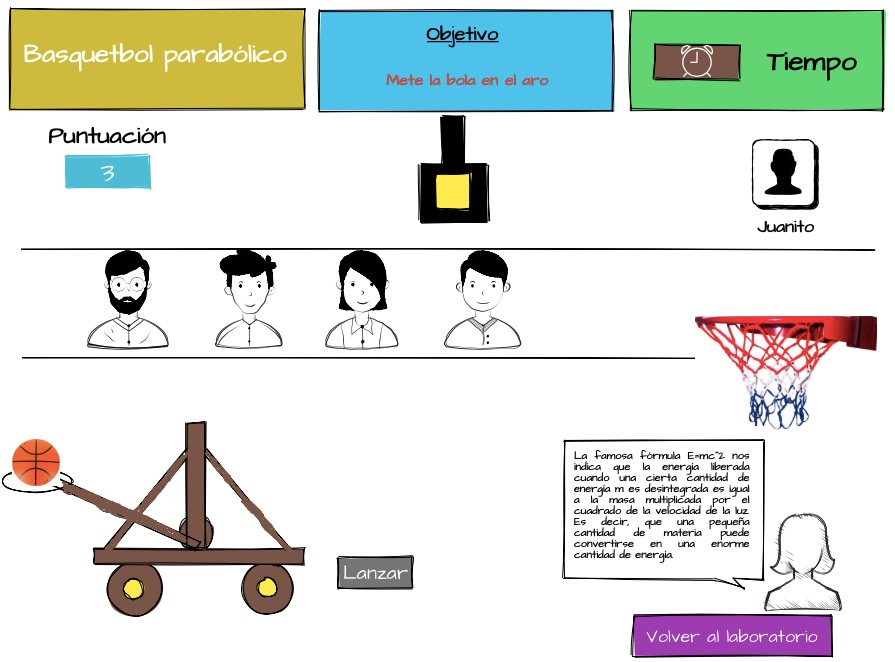 Basquetbol parabólico
Objetivo
Mete la bola en el aro
Tiempo
Puntuación
3
Juanito
La famosa fórmula E=mc^2 nos
indica que la energía liberada
cuando una cierta cantidad de
energía m es desintegrada es igual
a la masa multiplicada por el
cuadrado de la velocidad de la luz.
Es decir, que una pequeña
cantidad de materia puede
convertirse en una enorme
cantidad de energía.
Lanzar
Volver al laboratorio